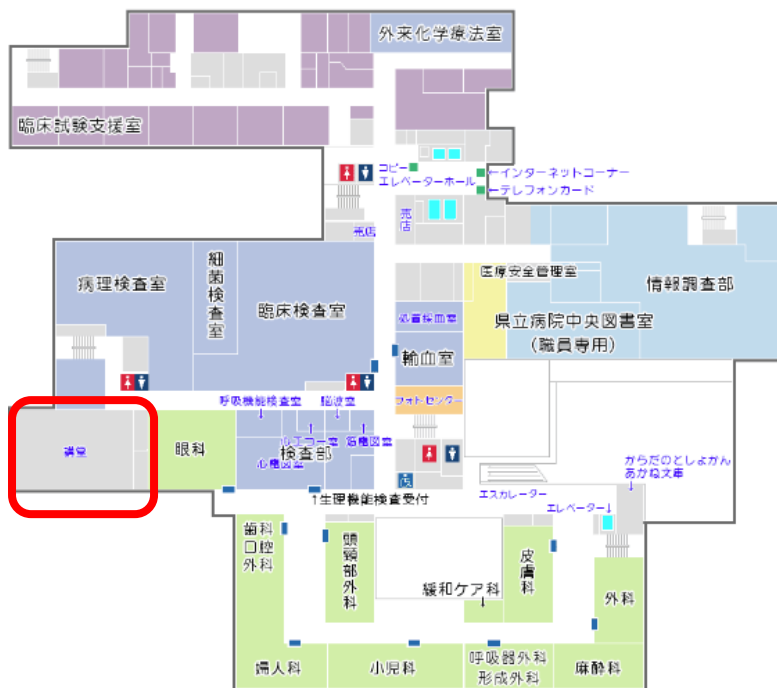 外来化学療法室
臨床試験支援室
コピー
エレベーターホール
←インターネットコーナー
←テレフォンカード
売店
売店
病理検査室
細菌検査室
臨床検査室
医療安全管理室
情報調査部
県立病院中央図書室
(職員専用)
処置採血室
輸血室
フォトセンター
呼吸機能検査室
脳波室
講堂
眼科
心エコー室
筋電図室
検査部
心電図室
↑生理機能検査受付
エスカレーター
からだのとしょかん
あかね文庫
エレベーター↓
歯科
口腔
外科
頭頸部外科
緩和ケア科
皮膚科
外科
婦人科
小児科
呼吸器外科
形成外科
麻酔科